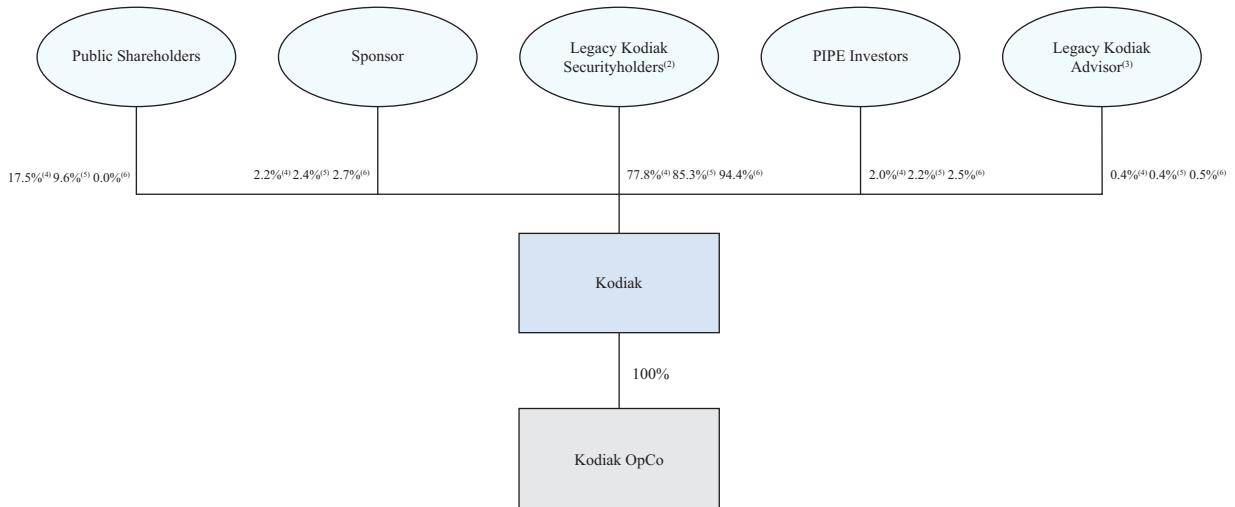 Public Shareholders
Sponsor
Legacy Kodiak
Securityholders(2)
PIPE Investors
Legacy Kodiak
Advisor(3)
17.5%(4) 9.6%(5) 0.0%(6)
2.2%(4) 2.4%(5) 2.7%(6)
77.8%(4) 85.3%(5) 94.4%(6)
2.0%(4) 2.2%(5) 2.5%(6)
0.4%(4) 0.4%(5) 0.5%(6)
Kodiak
100%
Kodiak OpCo